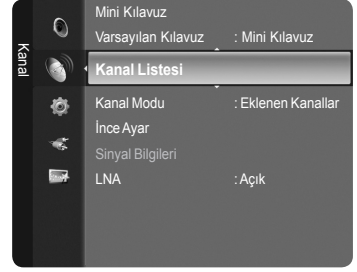 Kanal
Mini Kılavuz
Varsayılan Kılavuz : Mini Kılavuz
Kanal Listesi
Kanal Modu : Eklenen Kanallar
İnce Ayar
Sinyal Bilgileri
LNA : Açık